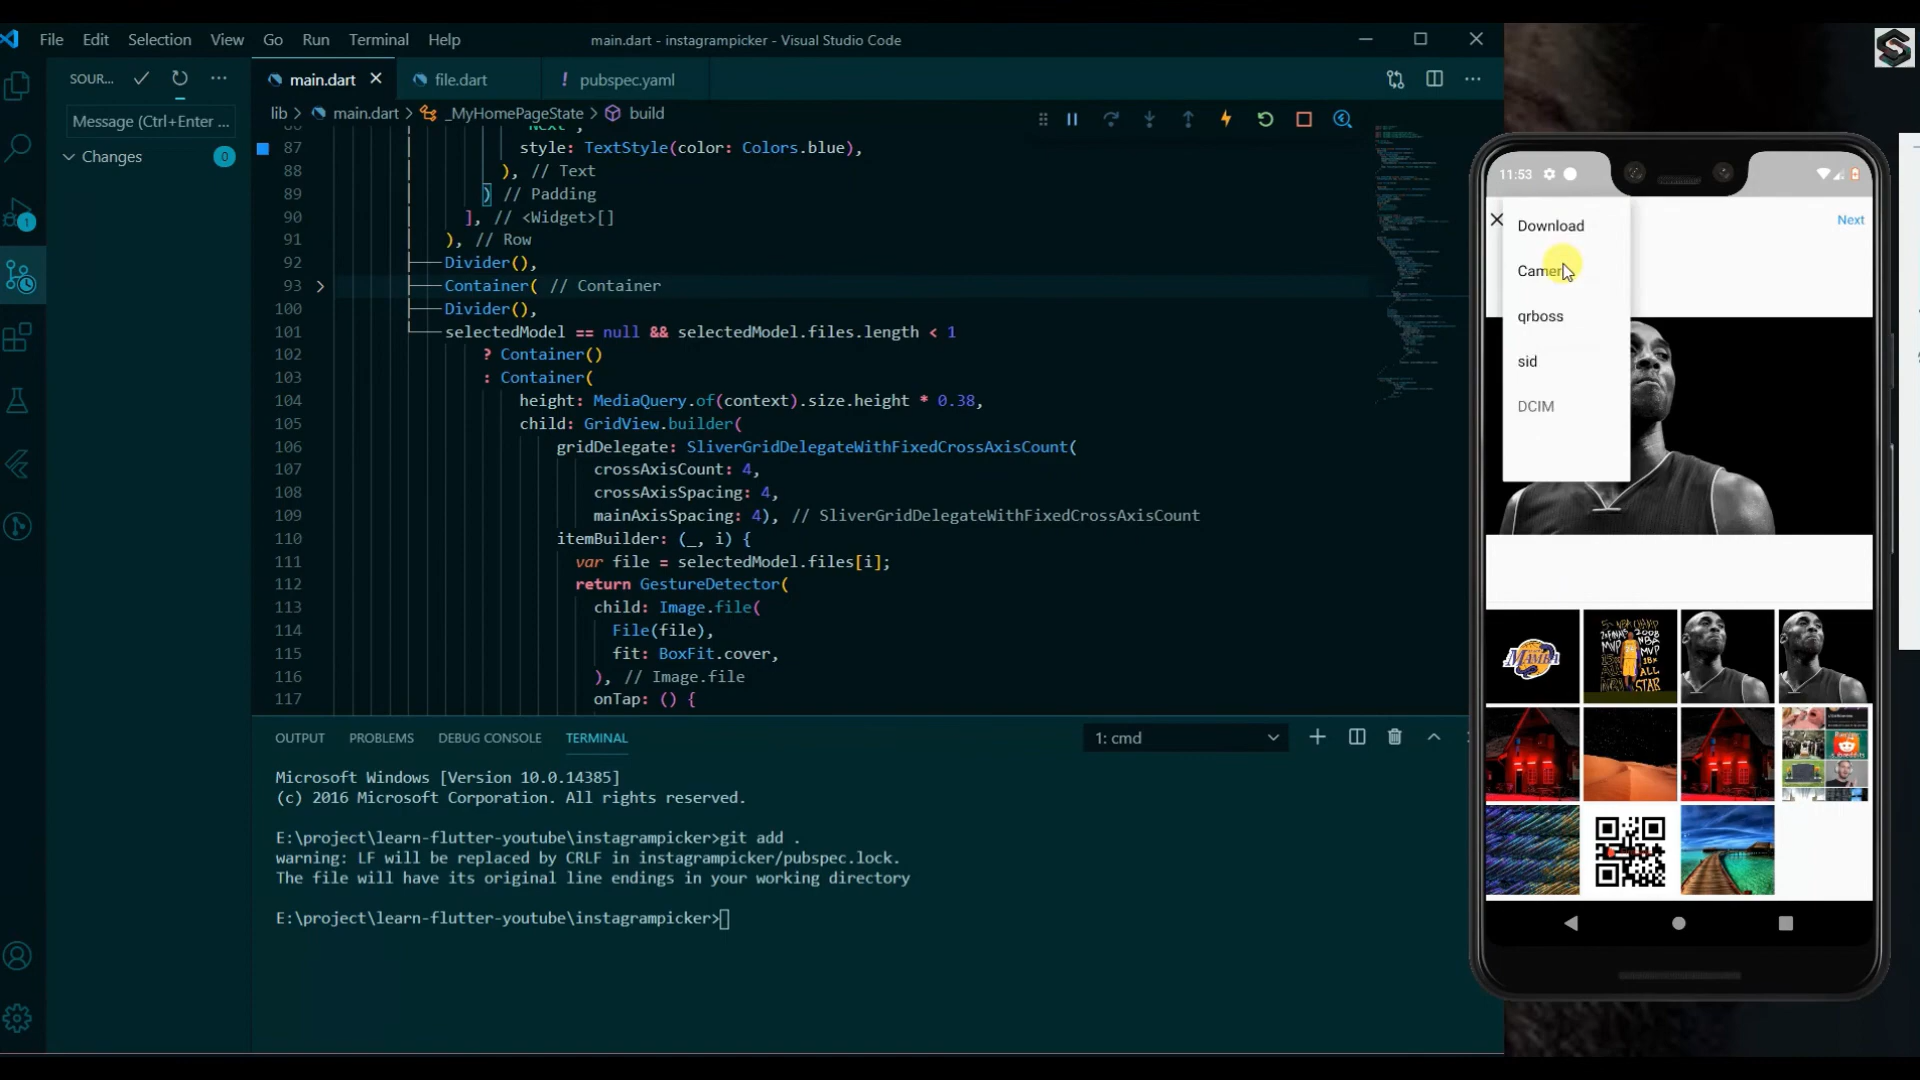 File Edit Selection View Go Run Terminal Help
main.dart - instagrampicker - Visual Studio Code
SOUR...
main.dart
file.dart
! pubspec.yaml
Message (Ctrl+Enter ...
Changes
0
1
lib > main.dart > _MyHomePageState > build
87 style: TextStyle(color: Colors.blue),
88 ), // Text
89 ) // Padding
90 ], // <Widget>[]
91 ), // Row
92 Divider(),
93 Container( // Container
100 Divider(),
101 selectedModel == null && selectedModel.files.length < 1
102 ? Container()
103 : Container(
104 height: MediaQuery.of(context).size.height * 0.38,
105 child: GridView.builder(
106 gridDelegate: SliverGridDelegateWithFixedCrossAxisCount(
107 crossAxisCount: 4,
108 crossAxisSpacing: 4,
109 mainAxisSpacing: 4), // SliverGridDelegateWithFixedCrossAxisCount
110 itemBuilder: (_, i) {
111 var file = selectedModel.files[i];
112 return GestureDetector(
113 child: Image.file(
114 File(file),
115 fit: BoxFit.cover,
116 ), // Image.file
117 onTap: () {
OUTPUT PROBLEMS DEBUG CONSOLE TERMINAL
1: cmd
Microsoft Windows [Version 10.0.14385]
(c) 2016 Microsoft Corporation. All rights reserved.
E:\project\learn-flutter-youtube\instagrampicker>git add .
warning: LF will be replaced by CRLF in instagrampicker/pubspec.lock.
The file will have its original line endings in your working directory
E:\project\learn-flutter-youtube\instagrampicker>
11:53
Next
Download
Camer
qrboss
sid
DCIM
MAMBA
MVP
ALL
STAR